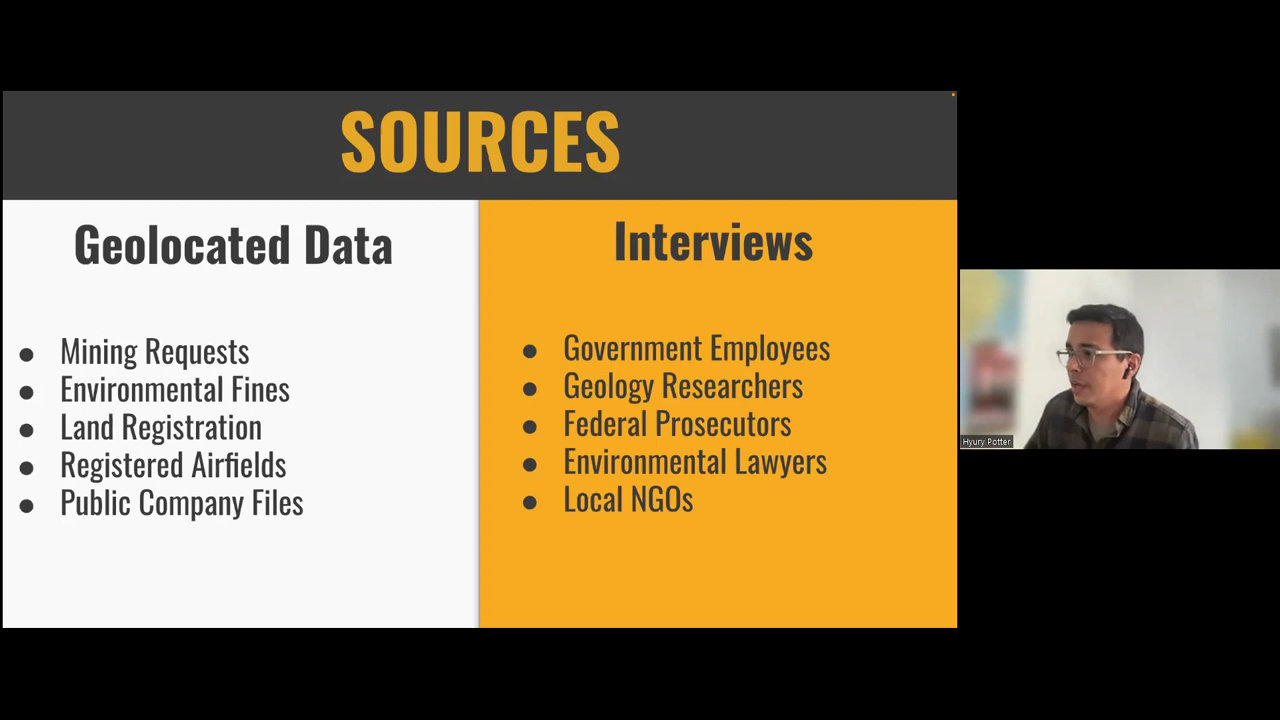 SOURCES
Geolocated Data
● Mining Requests
● Environmental Fines
● Land Registration
● Registered Airfields
● Public Company Files
Interviews
● Government Employees
● Geology Researchers
● Federal Prosecutors
● Environmental Lawyers
● Local NGOs
Hyury Potter